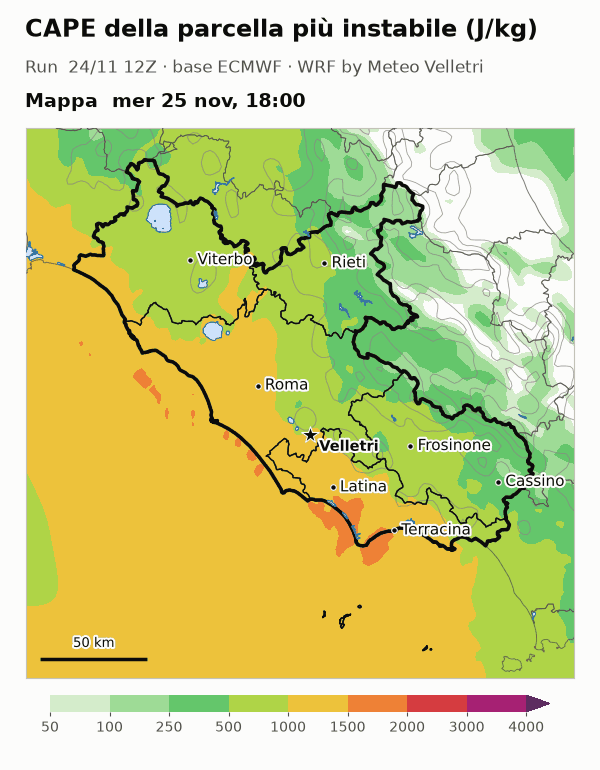 CAPE della parcella più instabile (J/kg)
Run  24/11 12Z · base ECMWF · WRF by Meteo Velletri
Mappa  mer 25 nov, 18:00
Viterbo
Rieti
Roma
Velletri
Frosinone
Cassino
Latina
Terracina
50 km
50 100 250 500 1000 1500 2000 3000 4000